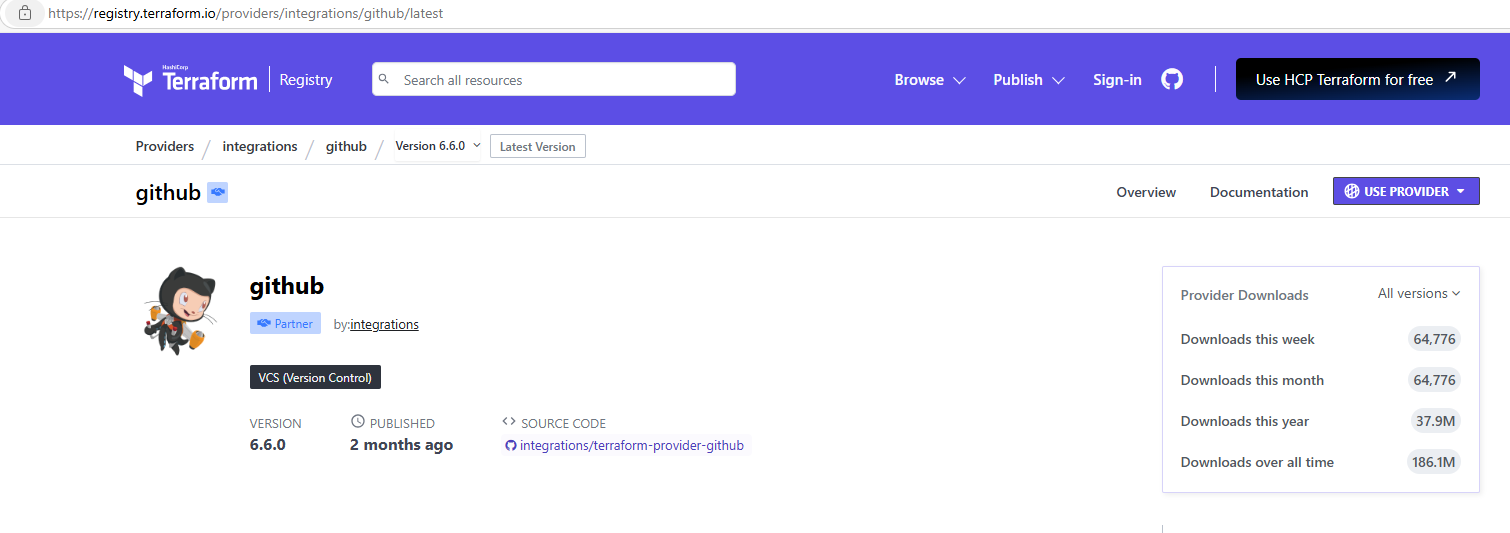 https://registry.terraform.io/providers/integrations/github/latest
HashiCorp
Terraform
Registry
Search all resources
Browse
Publish
Sign-in
Use HCP Terraform for free
Providers / integrations / github / Version 6.6.0 Latest Version
github
Overview
Documentation
USE PROVIDER
github
Partner by:integrations
VCS (Version Control)
VERSION
6.6.0
PUBLISHED
2 months ago
SOURCE CODE
integrations/terraform-provider-github
Provider Downloads All versions
Downloads this week 64,776
Downloads this month 64,776
Downloads this year 37.9M
Downloads over all time 186.1M